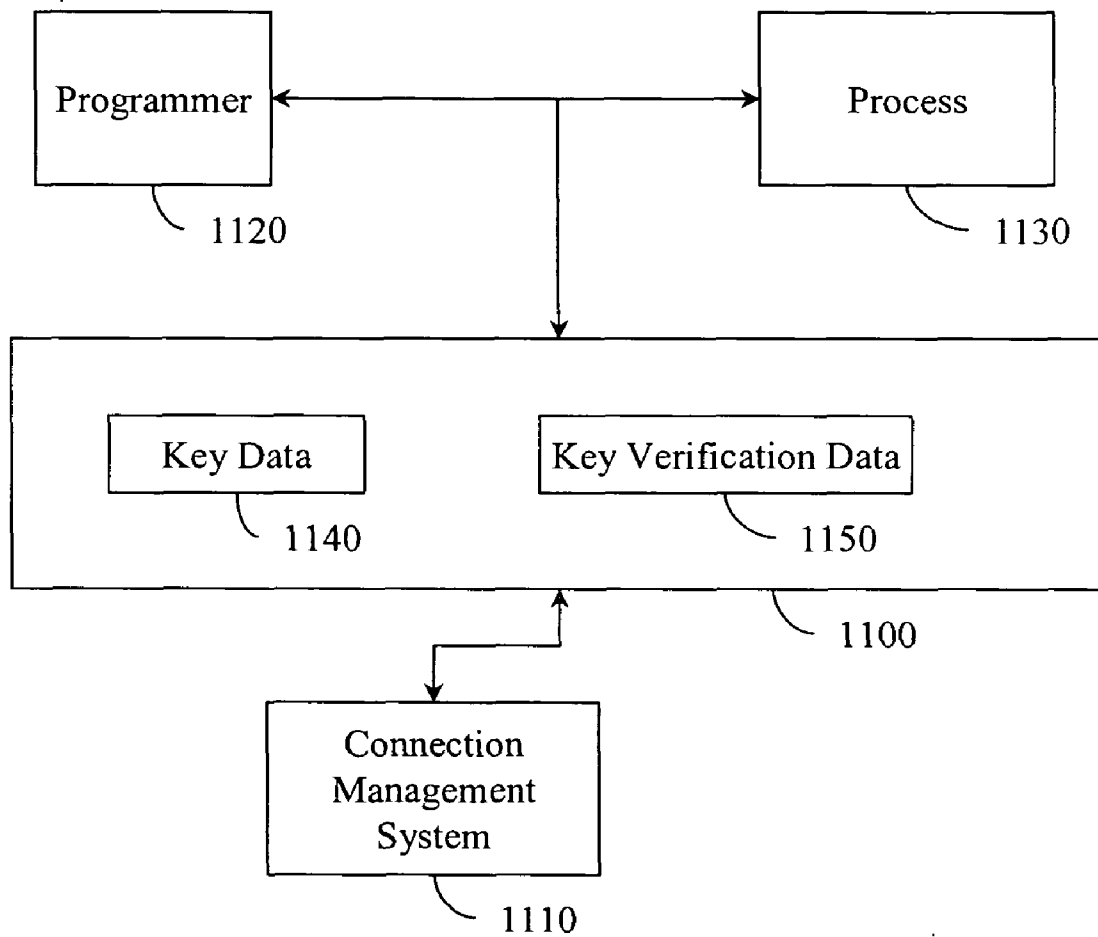 Programmer
Process
1120
1130
Key Data
Key Verification Data
1140
1150
1100
Connection
Management
System
1110